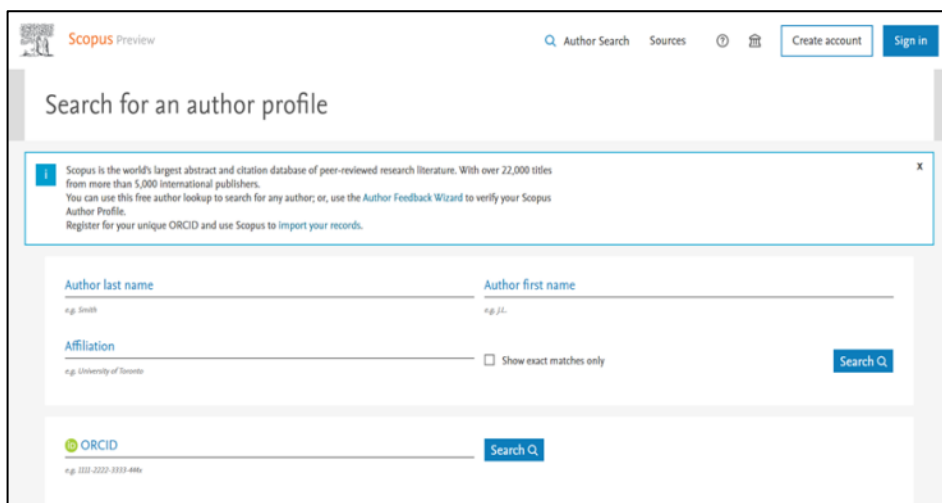 Scopus Preview
Author Search Sources Create account Sign in
Search for an author profile
i
Scopus is the world's largest abstract and citation database of peer-reviewed research literature. With over 22,000 titles
from more than 5,000 international publishers.
You can use this free author lookup to search for any author; or, use the Author Feedback Wizard to verify your Scopus
Author Profile.
Register for your unique ORCID and use Scopus to import your records.
x
Author last name
e.g. Smith
Author first name
e.g. J.L.
Affiliation
e.g. University of Toronto
Show exact matches only
Search
iD ORCID
e.g. 1111-2222-3333-444x
Search